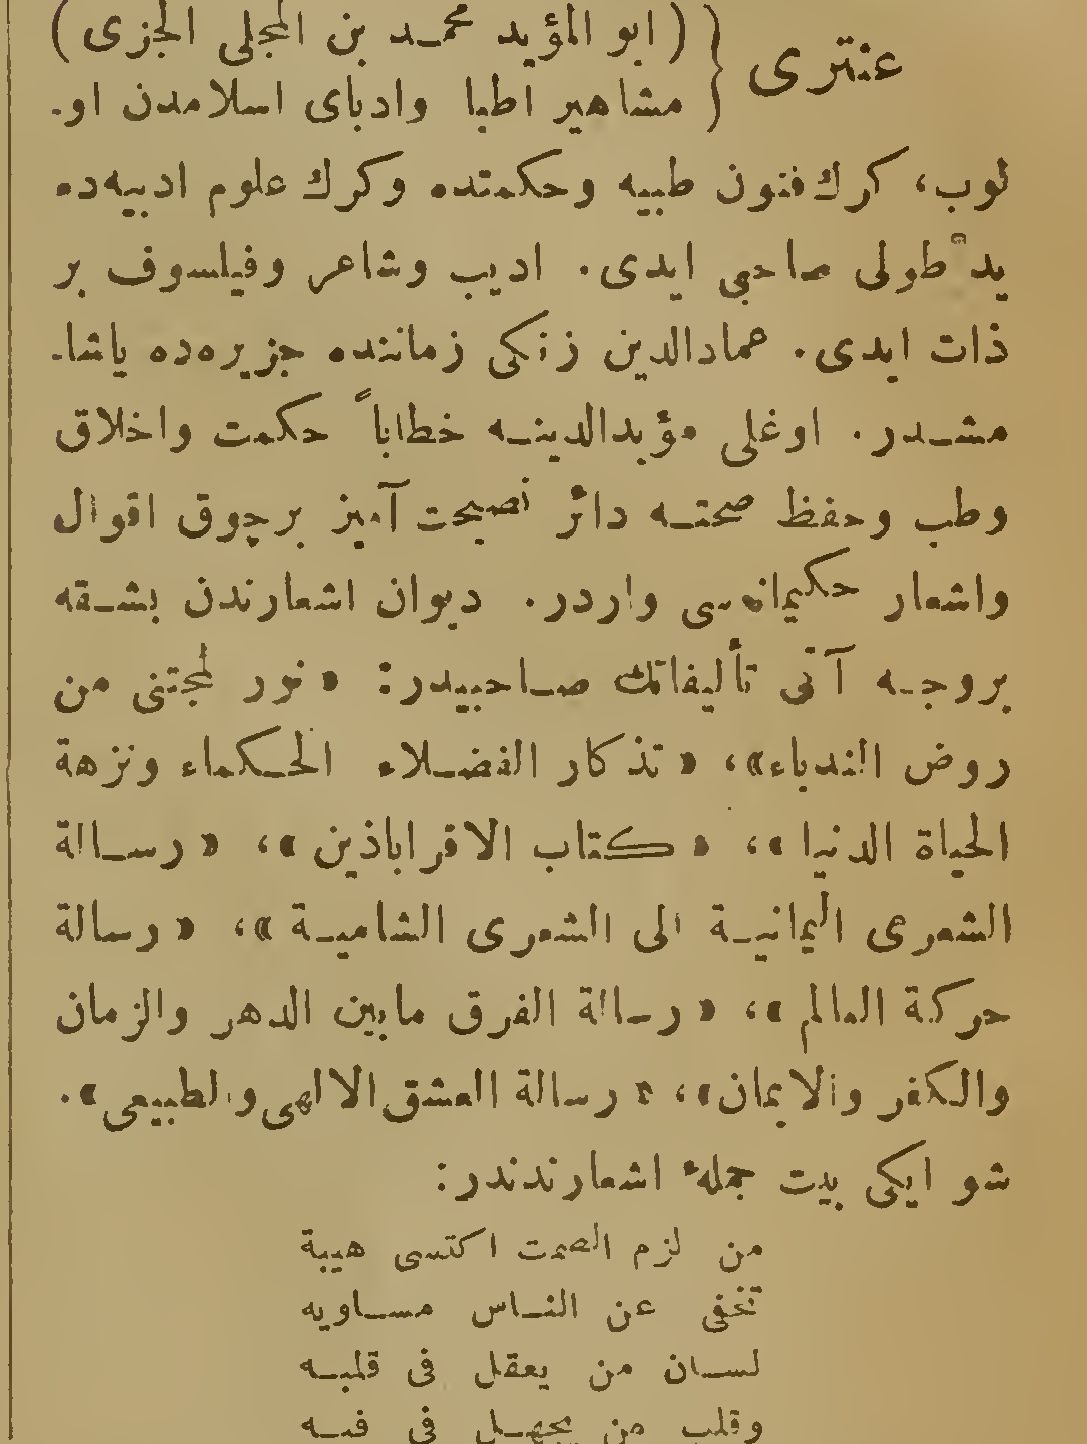 عنترى { (ابو المؤيد محمد بن المجلى الجزرى)
مشاهير اطبا وادباى اسلامدن او-
لوب، كرك فنون طبيه وحكمتده وكرك علوم ادبيه‌ده
يد طولى صاحبى ايدى. اديب وشاعر وفيلسوف بر
ذات ايدى. عمادالدين زنكى زماننده جزيره‌ده ياشا-
مشدر. اوغلى مؤيدالدينه خطاباً حكمت واخلاق
وطب وحفظ صحته دائر نصيحت آميز برچوق اقوال
واشعار حكيمانه‌سى واردر. ديوان اشعارندن بشقه
بروجه آتى تأليفاتك صاحبيدر: «نور المجتنى من
روض الندباء»، «تذكار الفضلاء الحكماء ونزهة
الحياة الدنيا»، «كتاب الاقراباذين»، «رسالة
الشعرى اليمانية الى الشعرى الشامية»، «رسالة
حركة العالم»، «رسالة الفرق مابين الدهر والزمان
والكفر والايمان»، «رسالة العشق الالهى والطبيعى».
شو ايكى بيت جملهٔ اشعارندندر:
من لزم الصمت اكتسى هيبة
تخفى عن الناس مساويه
لسان من يعقل فى قلبه
وقلب من يجهل فى فيه